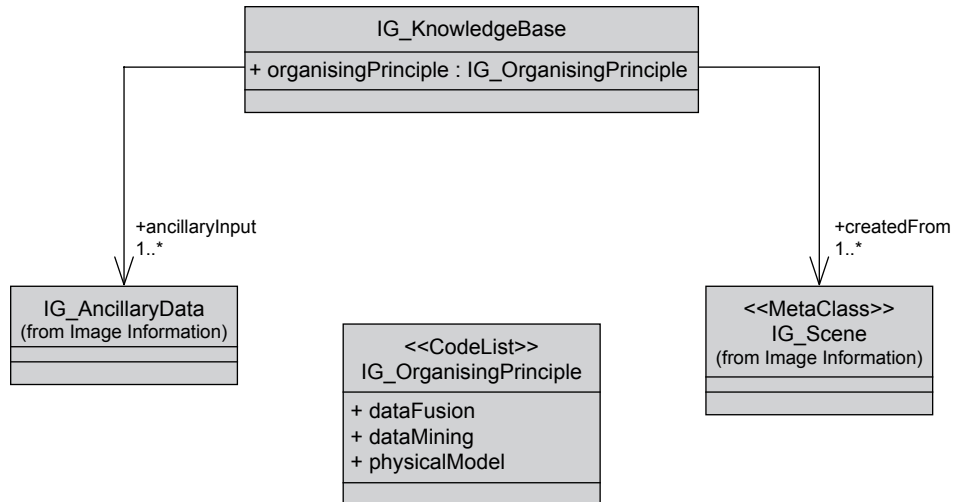 IG_KnowledgeBase
+ organisingPrinciple : IG_OrganisingPrinciple
+ancillaryInput
1..*
+createdFrom
1..*
IG_AncillaryData
(from Image Information)
<<CodeList>>
IG_OrganisingPrinciple
+ dataFusion
+ dataMining
+ physicalModel
<<MetaClass>>
IG_Scene
(from Image Information)